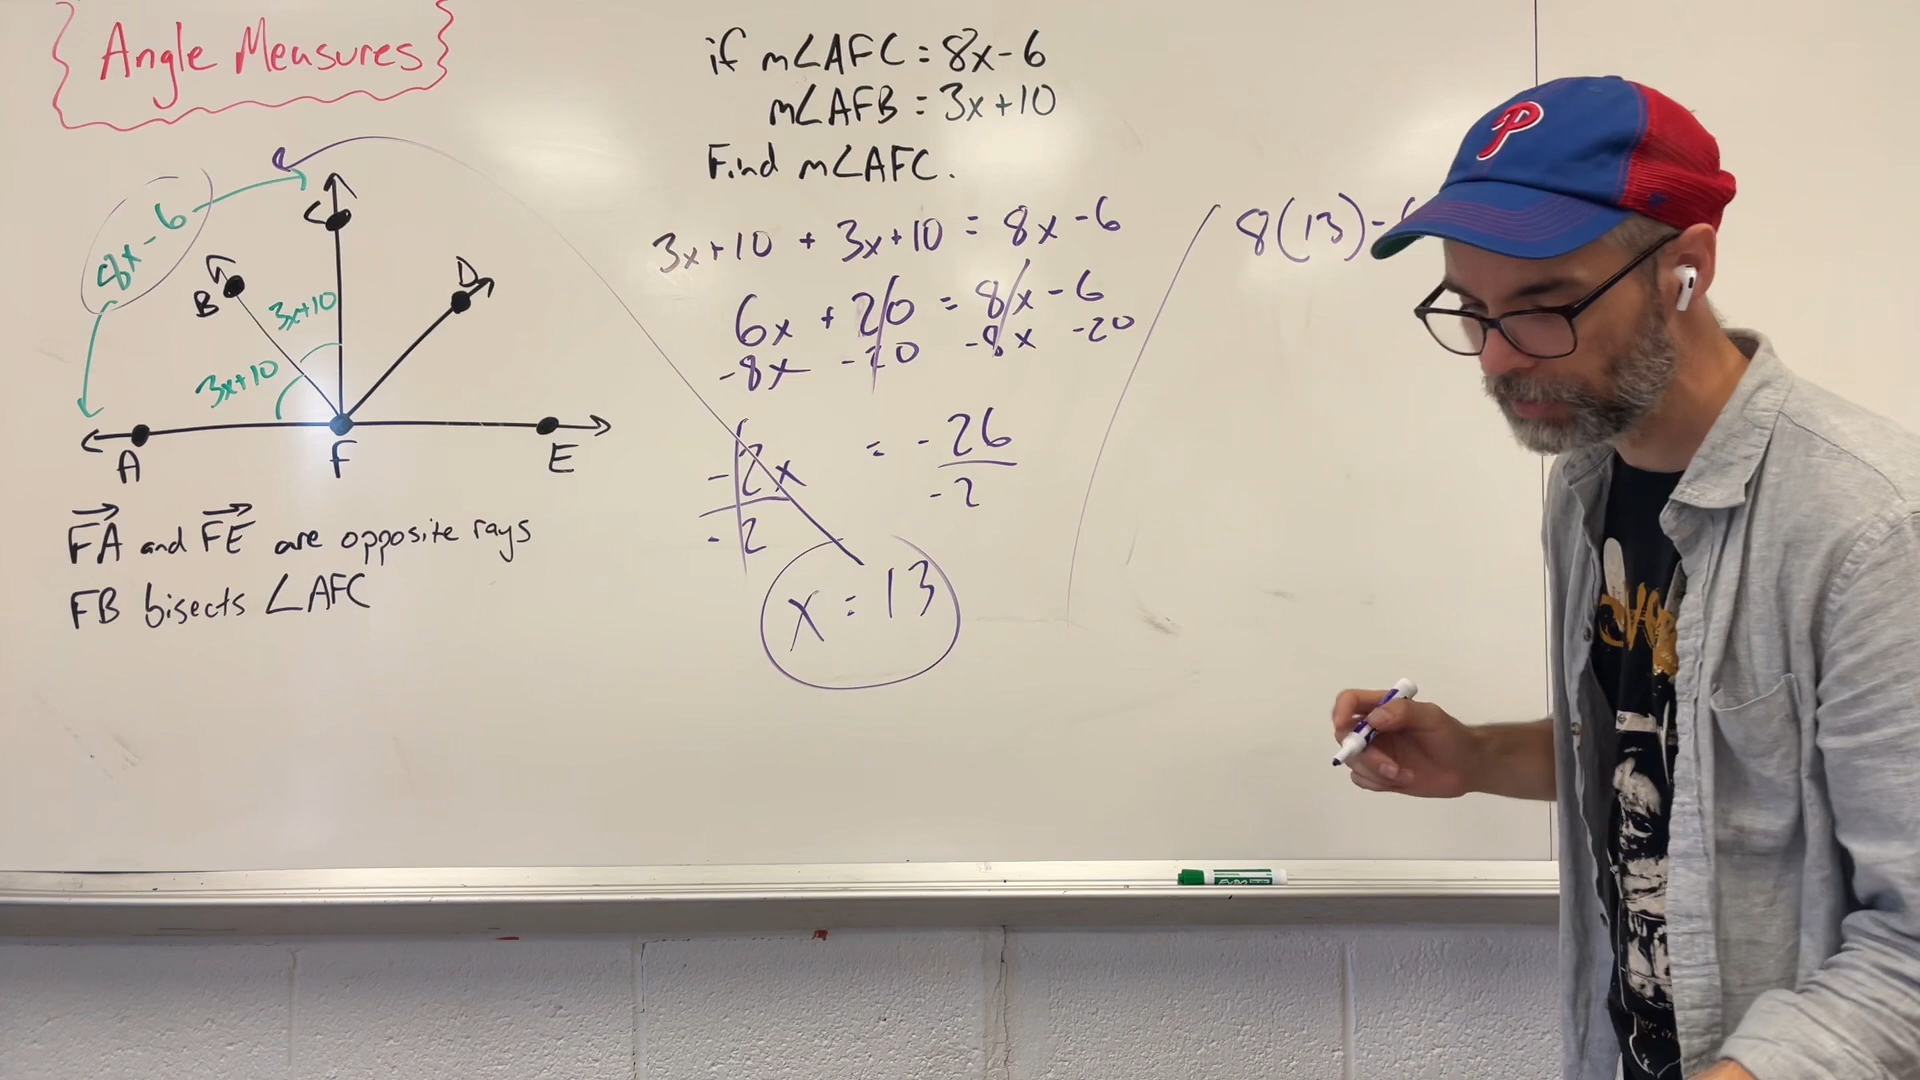 Angle Measures
if m∠AFC = 8x-6
m∠AFB = 3x+10
Find m∠AFC.
8x-6
C
B
D
3x+10
3x+10
A
F
E
FA and FE are opposite rays
FB bisects ∠AFC
3x+10 + 3x+10 = 8x-6
6x + 20 = 8x-6
-8x -20 -8x -20
-2x = -26
-2 -2
x = 13
8(13)-
P
EXPO